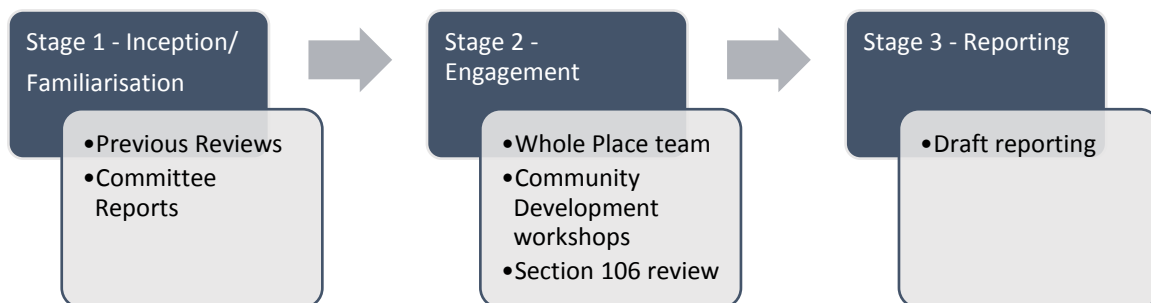 Stage 1 - Inception/
Familiarisation
•Previous Reviews
•Committee
Reports
Stage 2 -
Engagement
•Whole Place team
•Community
Development
workshops
•Section 106 review
Stage 3 - Reporting
•Draft reporting